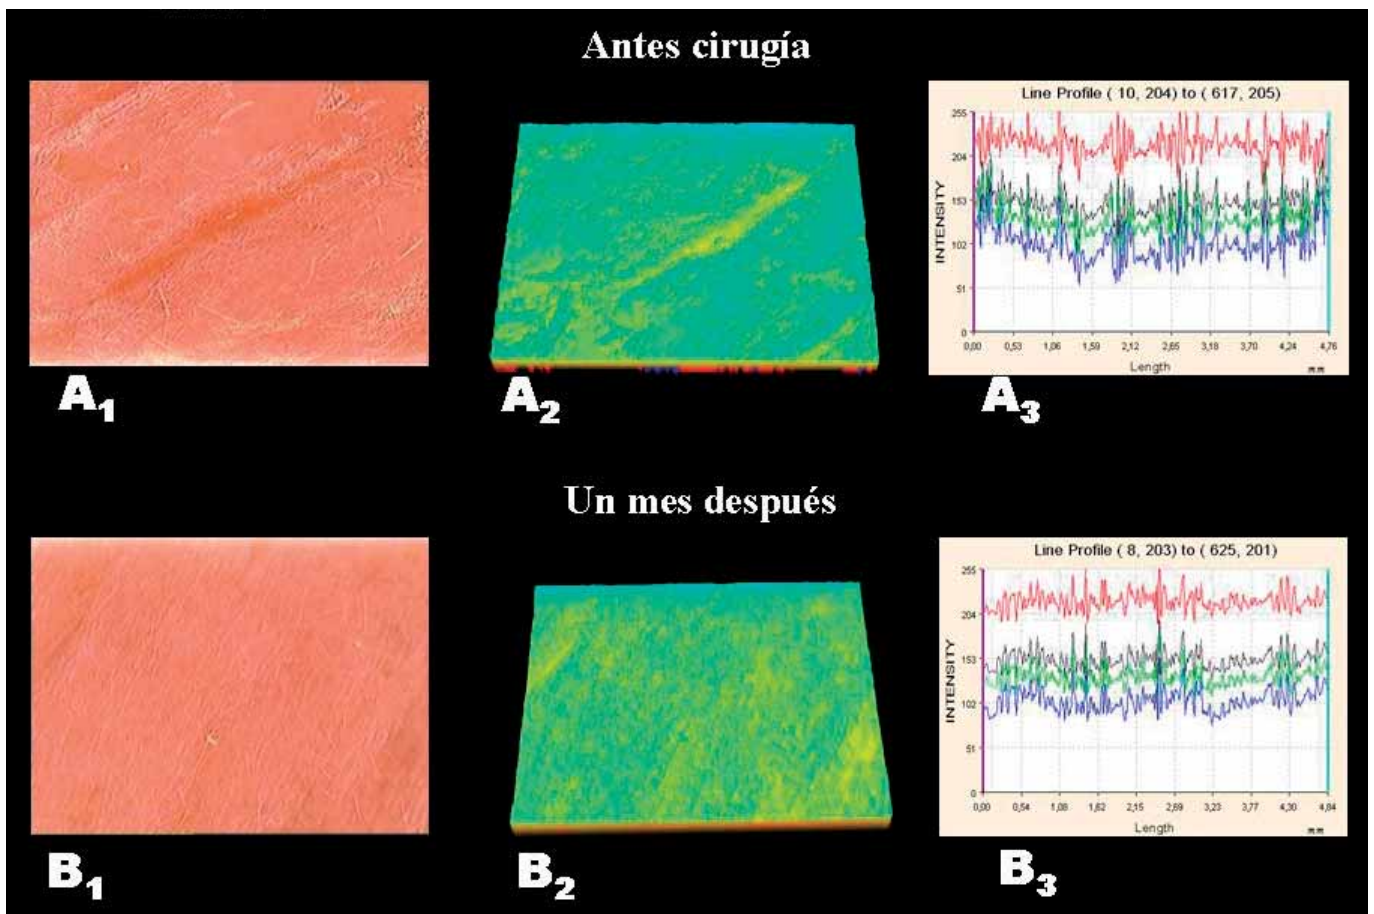 Antes cirugía
Line Profile ( 10, 204) to ( 617, 205)
INTENSITY
255
204
153
102
51
0
0,00 0,53 1,06 1,59 2,12 2,65 3,18 3,70 4,24 4,76
Length
mm
A1
A2
A3
Un mes después
Line Profile ( 8, 203) to ( 625, 201)
INTENSITY
255
204
153
102
51
0
0,00 0,54 1,08 1,62 2,15 2,69 3,23 3,77 4,30 4,84
Length
mm
B1
B2
B3